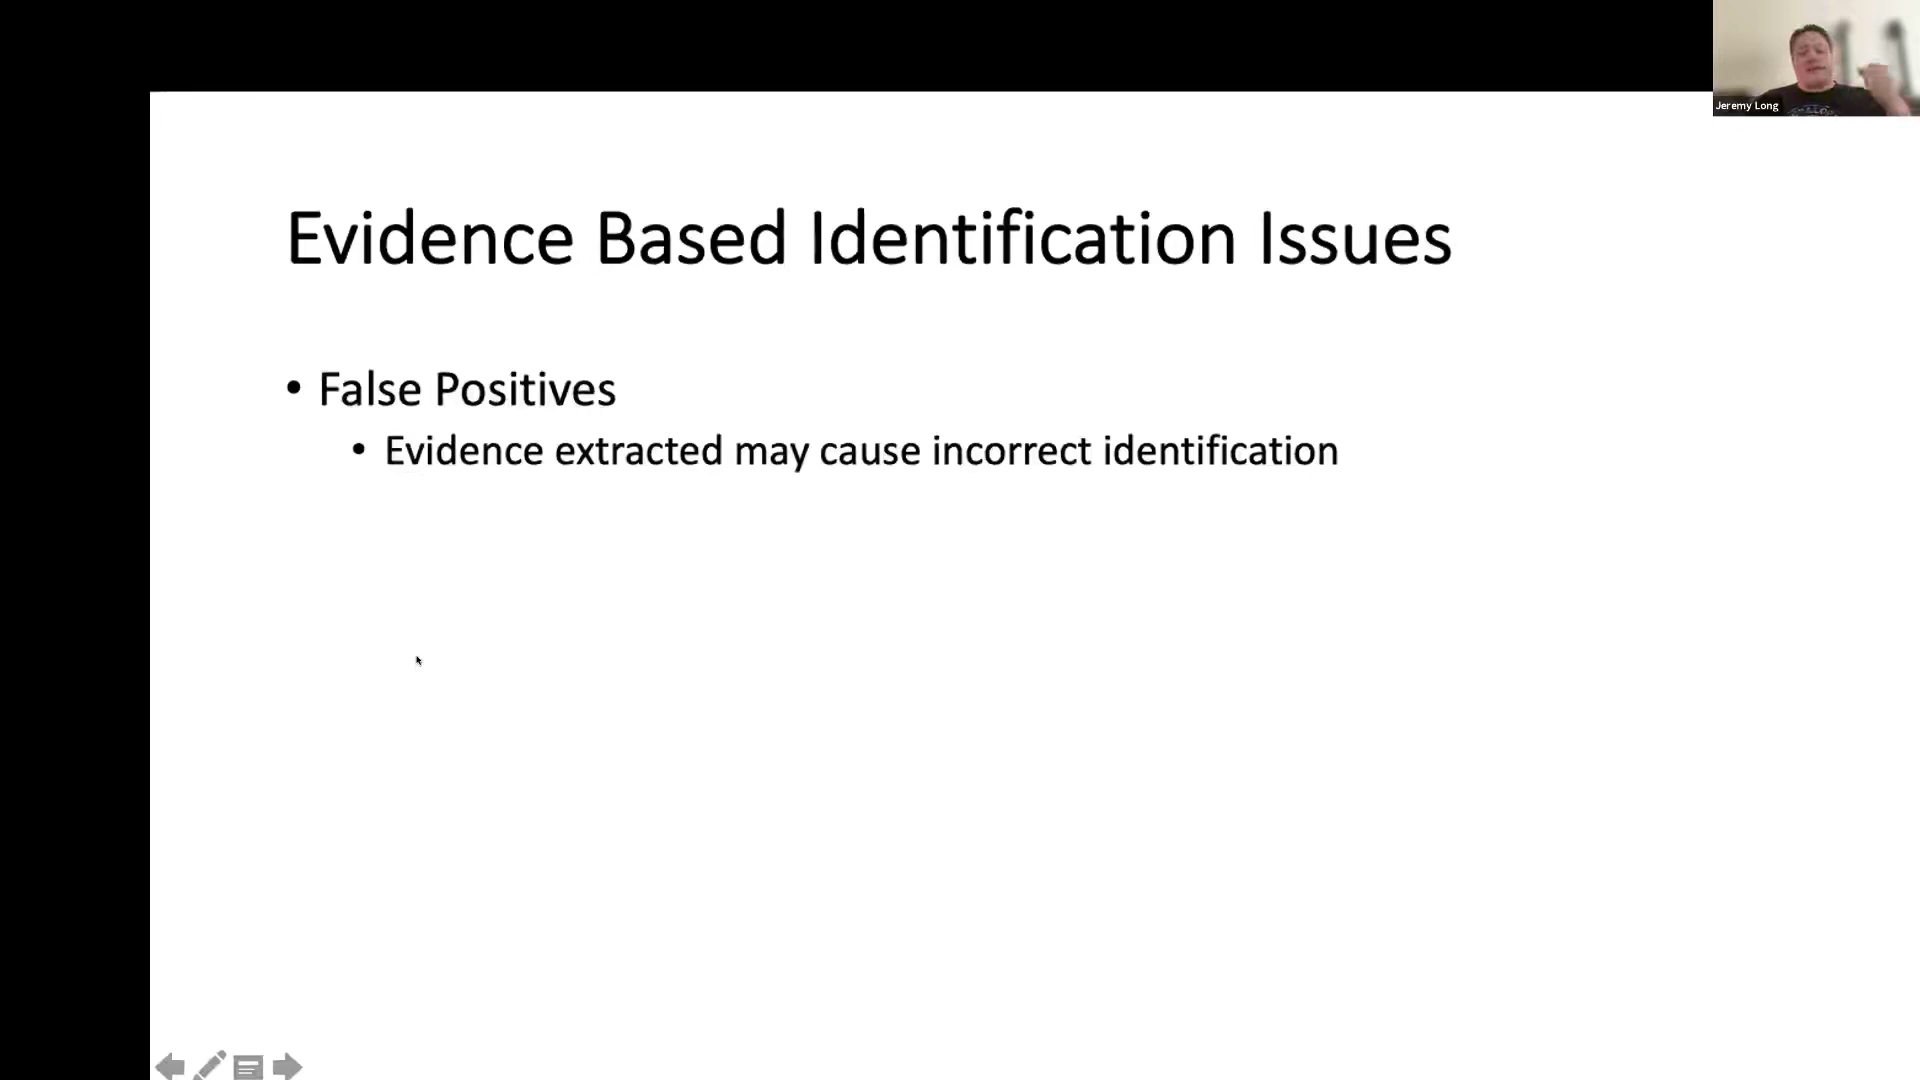 Jeremy Long
Evidence Based Identification Issues
• False Positives
• Evidence extracted may cause incorrect identification